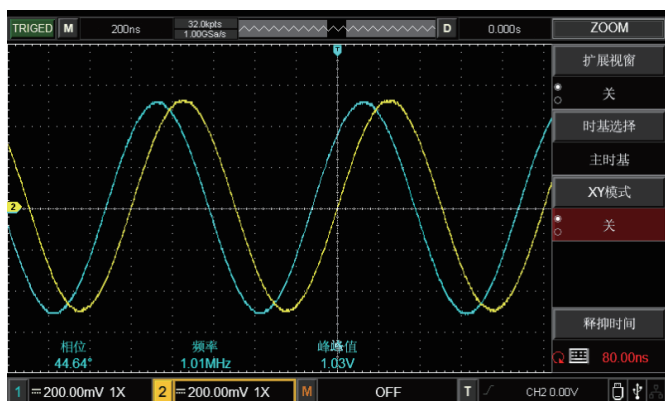 TRIGED M 200ns 32.0kpts D 0.000s ZOOM
1.00GSa/s
T
扩展视窗
关
时基选择
主时基
XY模式
2
关
释抑时间
80.00ns
相位 频率 峰峰值
44.64° 1.01MHz 1.03V
1 200.00mV 1X 2 200.00mV 1X M OFF T CH2 0.00V